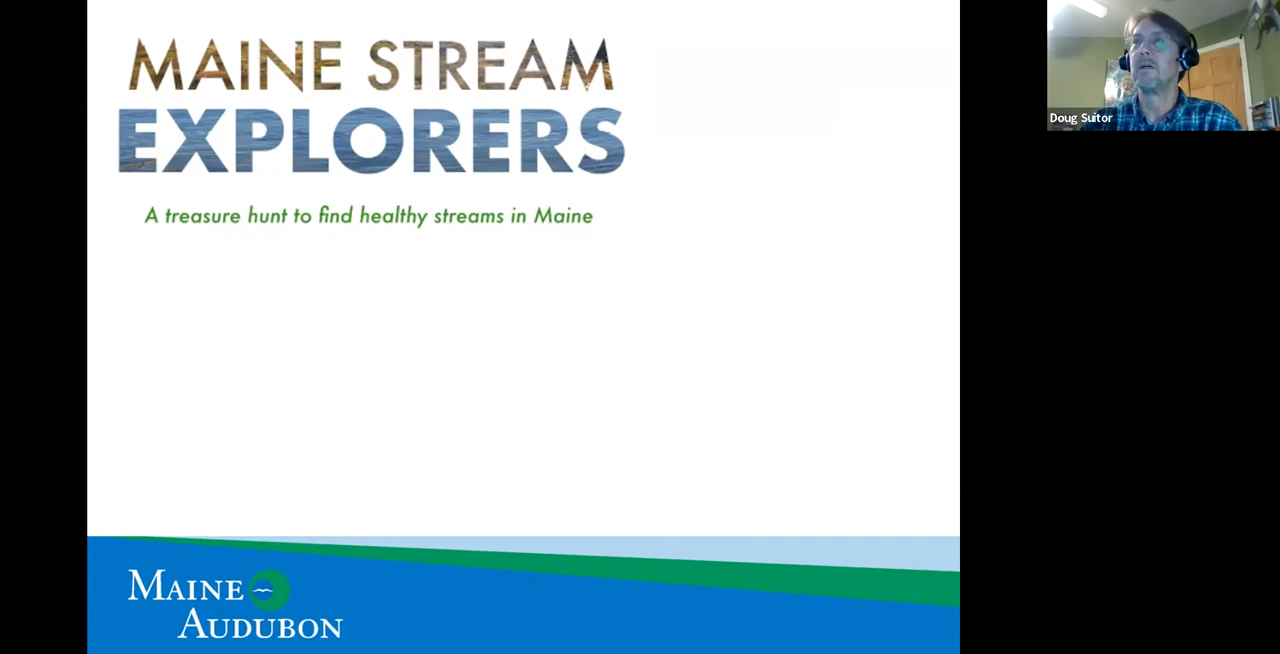 MAINE STREAM
EXPLORERS
A treasure hunt to find healthy streams in Maine
MAINE
AUDUBON
Doug Suitor